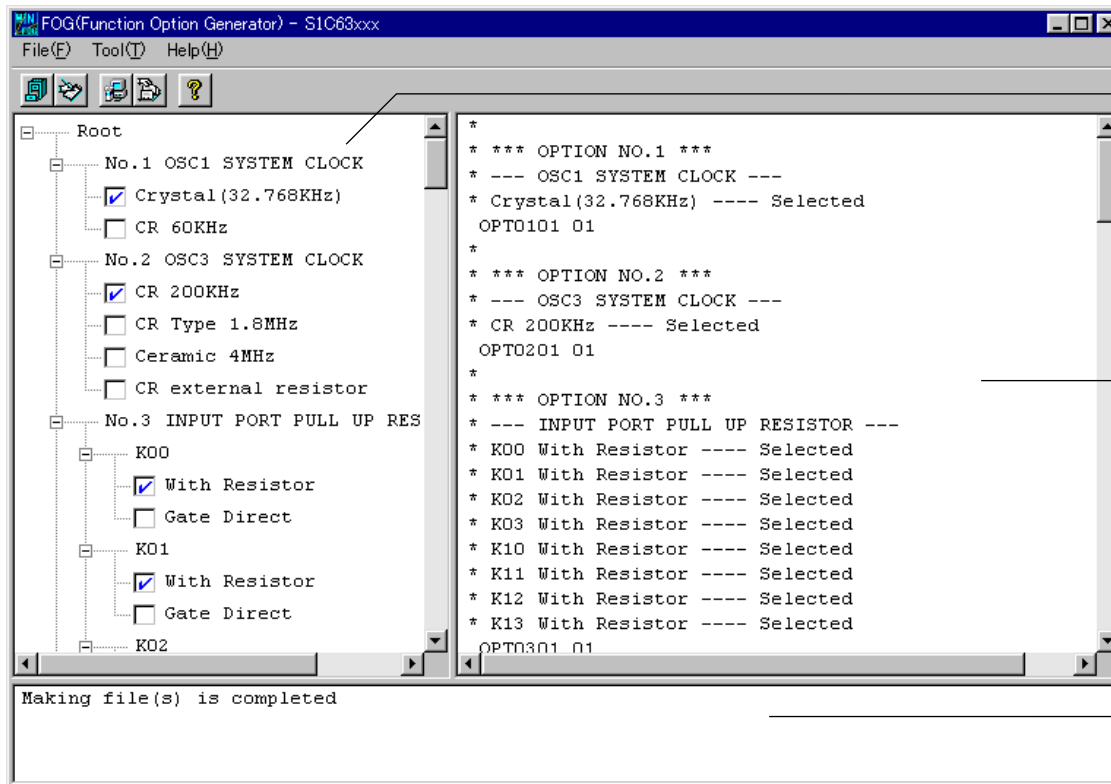 FOG(Function Option Generator) - S1C63xxx
File(F) Tool(T) Help(H)
Root
No.1 OSC1 SYSTEM CLOCK
Crystal(32.768KHz)
CR 60KHz
No.2 OSC3 SYSTEM CLOCK
CR 200KHz
CR Type 1.8MHz
Ceramic 4MHz
CR external resistor
No.3 INPUT PORT PULL UP RES
K00
With Resistor
Gate Direct
K01
With Resistor
Gate Direct
K02
*
* *** OPTION NO.1 ***
* --- OSC1 SYSTEM CLOCK ---
* Crystal(32.768KHz) ---- Selected
OPT0101 01
*
* *** OPTION NO.2 ***
* --- OSC3 SYSTEM CLOCK ---
* CR 200KHz ---- Selected
OPT0201 01
*
* *** OPTION NO.3 ***
* --- INPUT PORT PULL UP RESISTOR ---
* K00 With Resistor ---- Selected
* K01 With Resistor ---- Selected
* K02 With Resistor ---- Selected
* K03 With Resistor ---- Selected
* K10 With Resistor ---- Selected
* K11 With Resistor ---- Selected
* K12 With Resistor ---- Selected
* K13 With Resistor ---- Selected
OPT0301 01
Making file(s) is completed